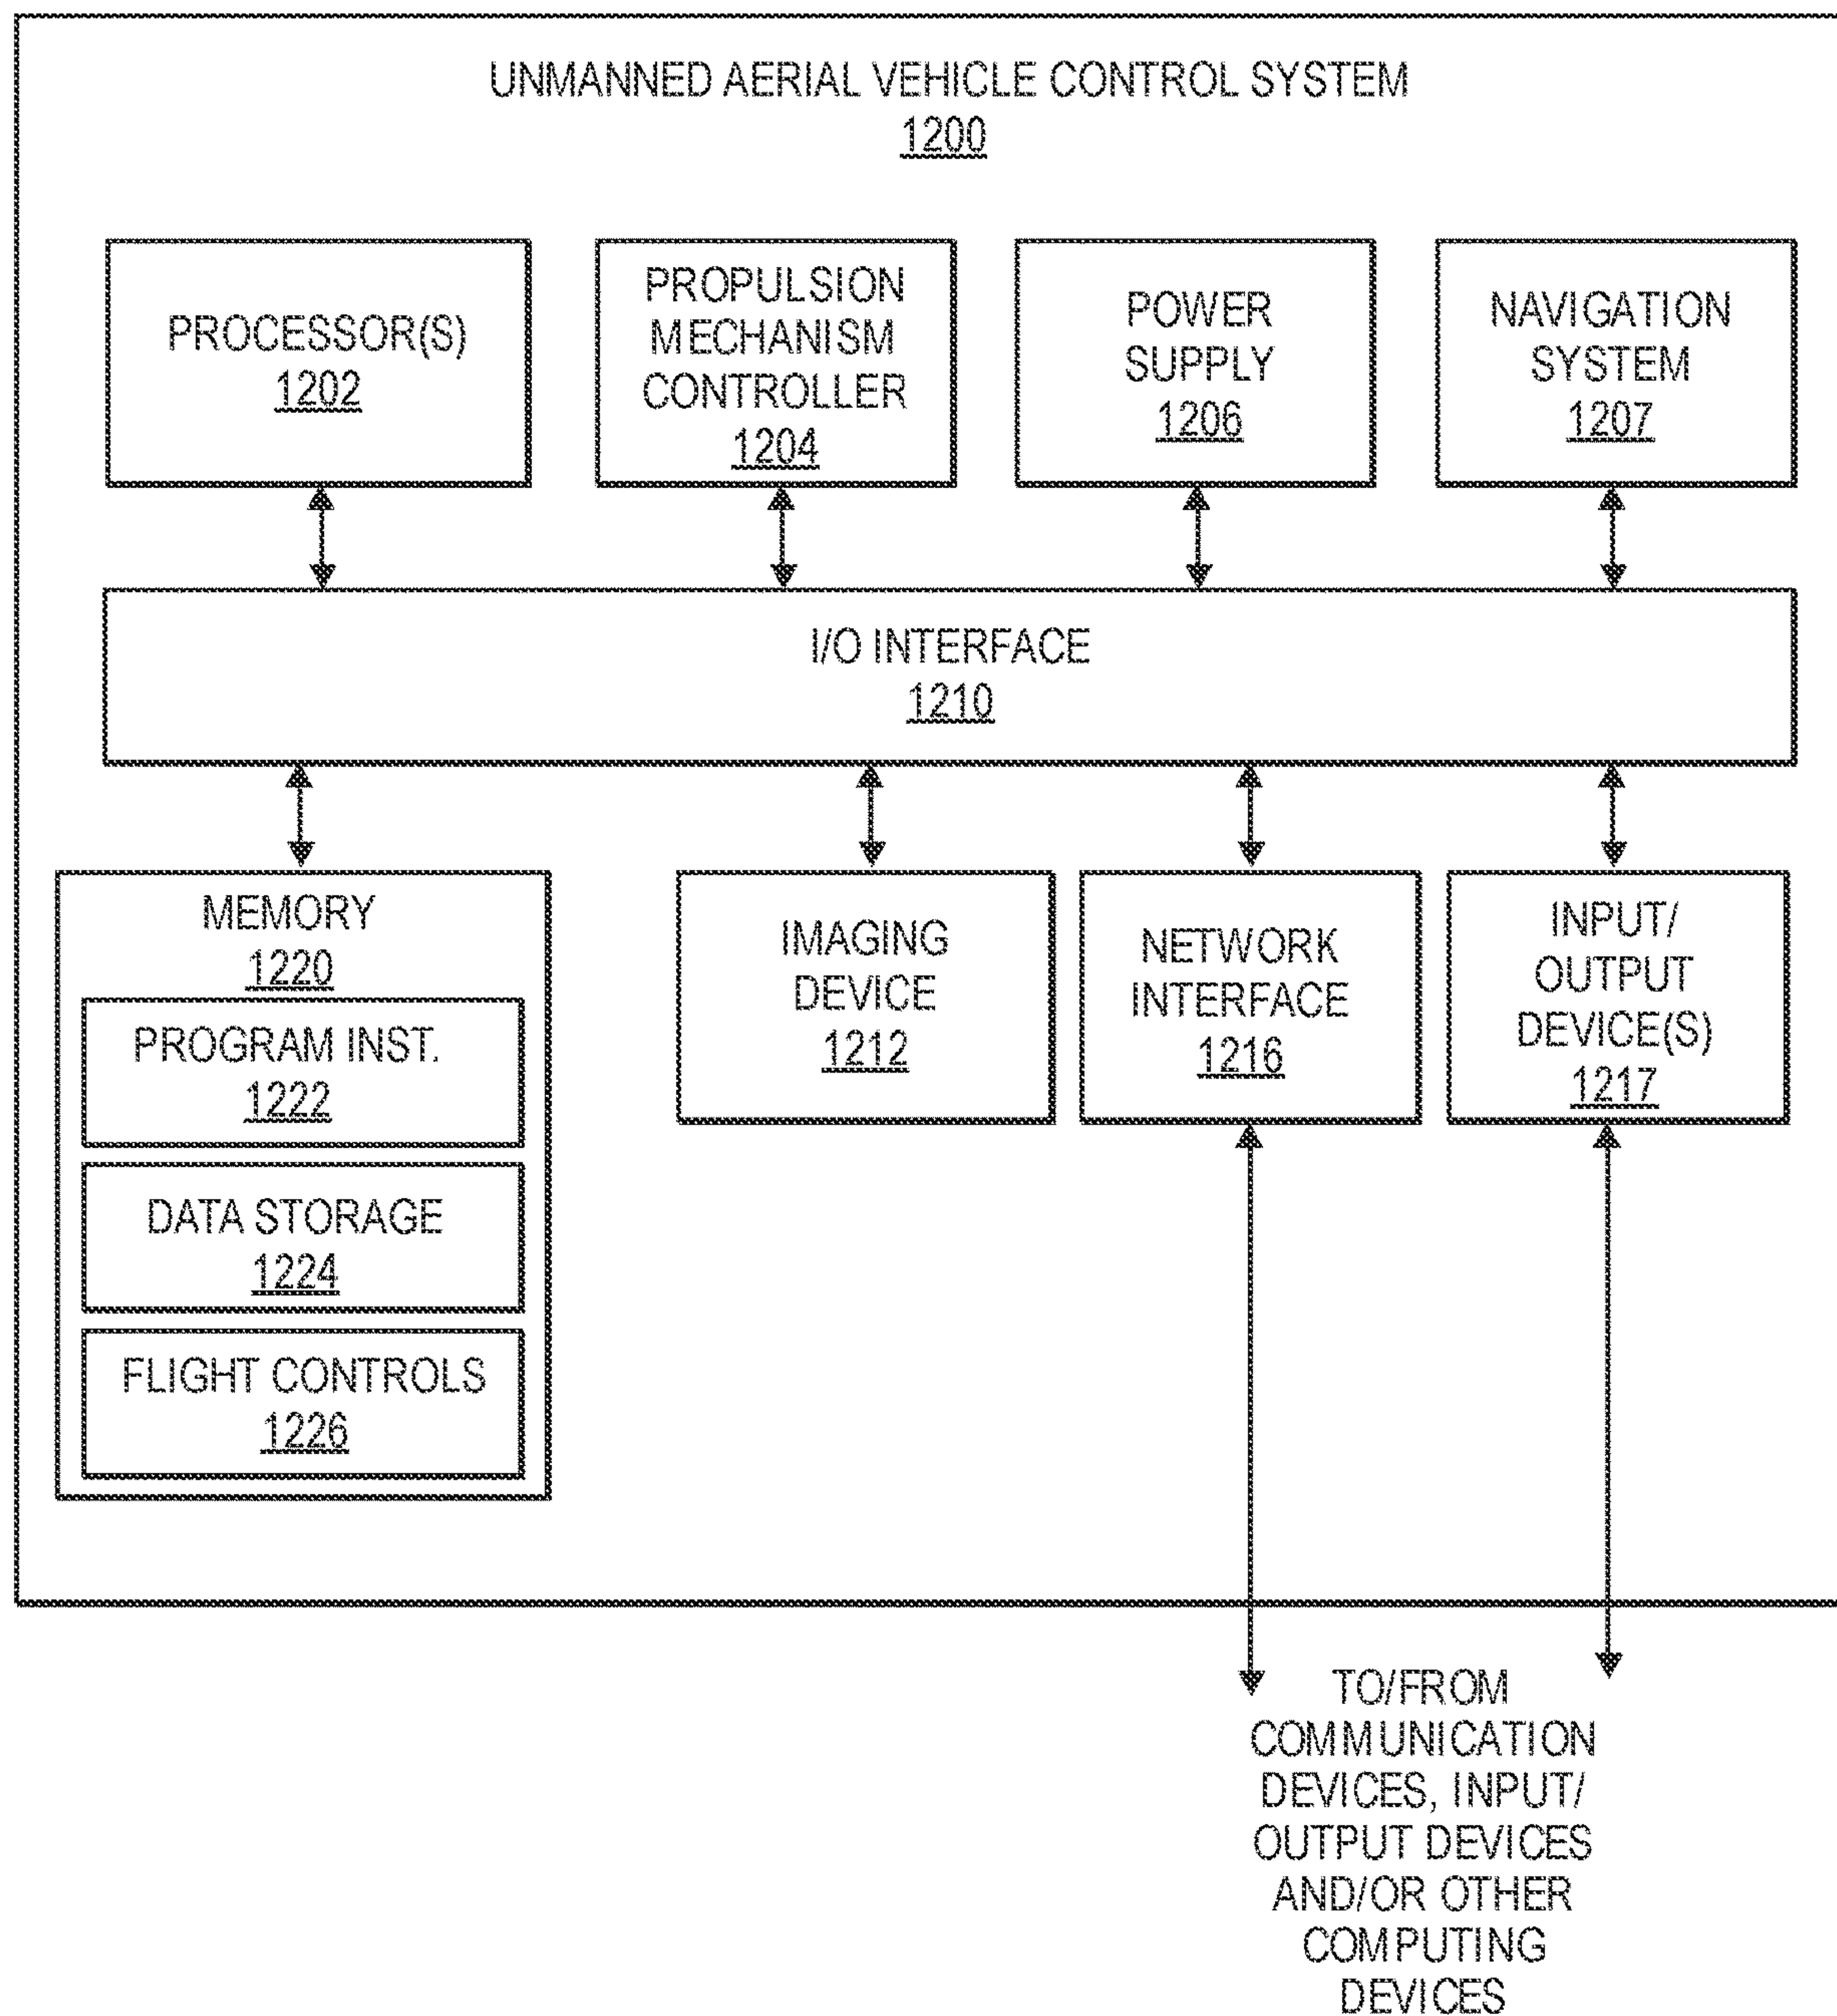 UNMANNED AERIAL VEHICLE CONTROL SYSTEM
1200
PROCESSOR(S)
1202
PROPULSION
MECHANISM
CONTROLLER
1204
POWER
SUPPLY
1206
NAVIGATION
SYSTEM
1207
I/O INTERFACE
1210
MEMORY
1220
PROGRAM INST.
1222
DATA STORAGE
1224
FLIGHT CONTROLS
1226
IMAGING
DEVICE
1212
NETWORK
INTERFACE
1216
INPUT/
OUTPUT
DEVICE(S)
1217
TO/FROM
COMMUNICATION
DEVICES, INPUT/
OUTPUT DEVICES
AND/OR OTHER
COMPUTING
DEVICES